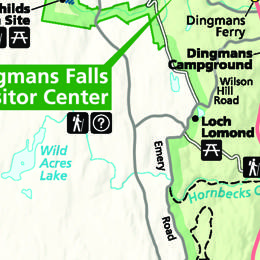 hilds
n Site
Dingmans
Ferry
Dingmans
Campground
gmans Falls
sitor Center
Wilson
Hill
Road
?
Loch
Lomond
Wild
Acres
Lake
Emery
Road
Hornbecks C